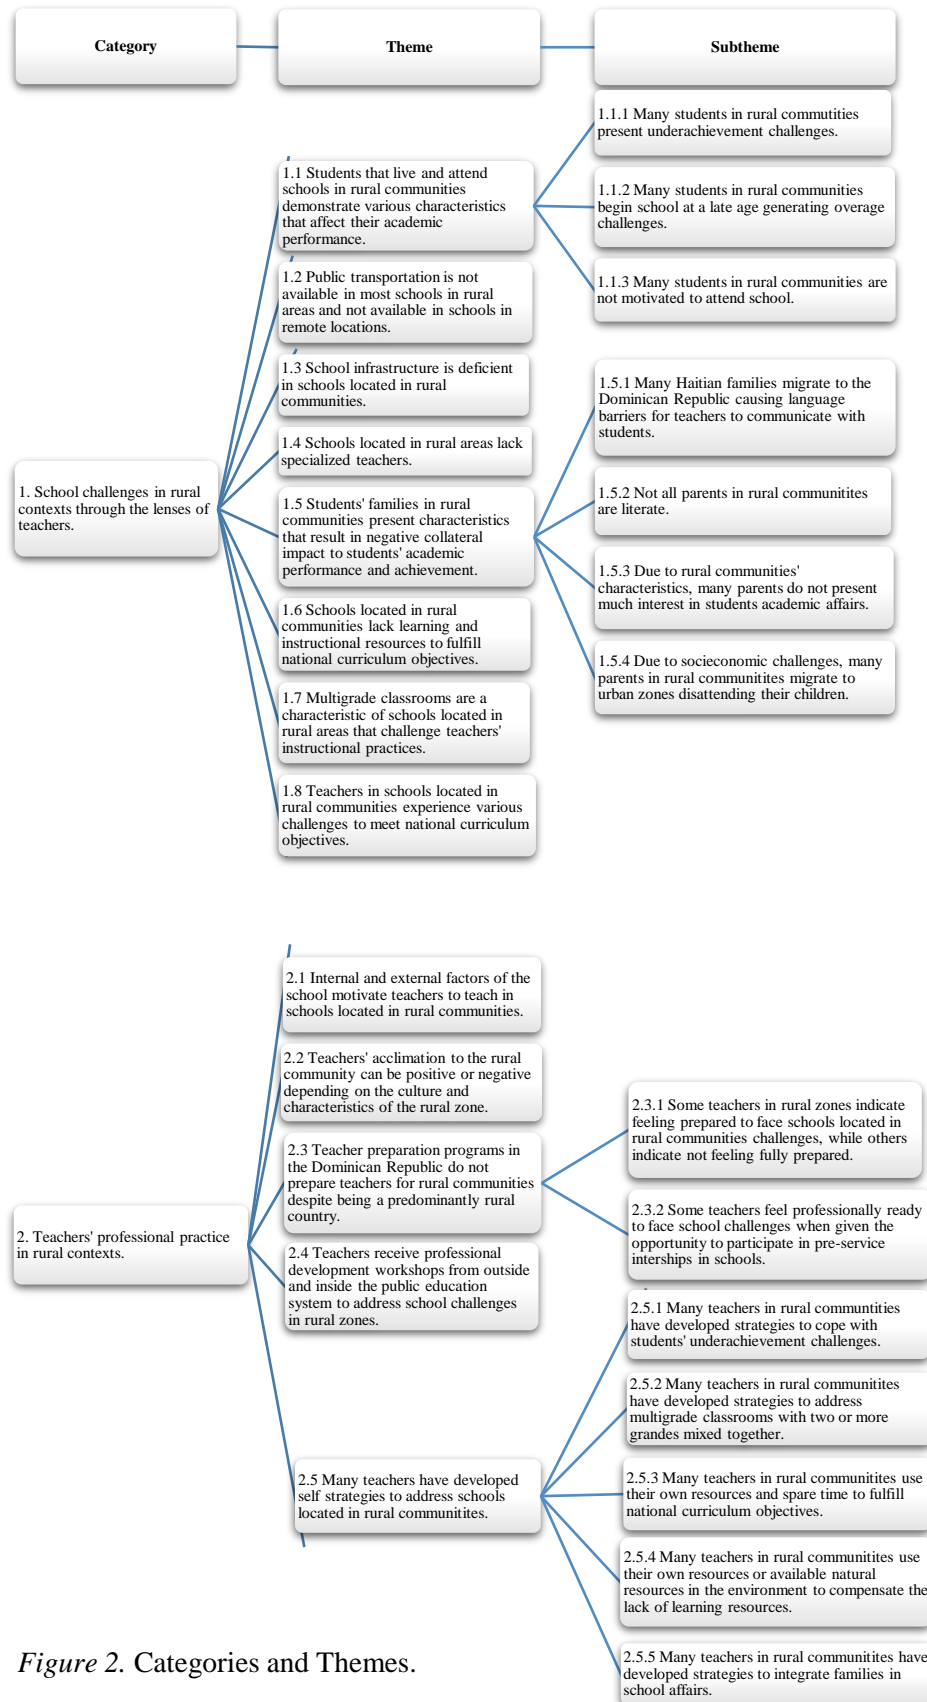 Category
Theme
Subtheme
1. School challenges in rural
contexts through the lenses of
teachers.
1.1 Students that live and attend
schools in rural communities
demonstrate various characteristics
that affect their academic
performance.
1.1.1 Many students in rural commutities
present underachievement challenges.
1.1.2 Many students in rural communities
begin school at a late age generating overage
challenges.
1.1.3 Many students in rural communities are
not motivated to attend school.
1.2 Public transportation is not
available in most schools in rural
areas and not available in schools in
remote locations.
1.3 School infrastructure is deficient
in schools located in rural
communities.
1.4 Schools located in rural areas lack
specialized teachers.
1.5 Students' families in rural
communities present characteristics
that result in negative collateral
impact to students' academic
performance and achievement.
1.5.1 Many Haitian families migrate to the
Dominican Republic causing language
barriers for teachers to communicate with
students.
1.5.2 Not all parents in rural communitites
are literate.
1.5.3 Due to rural communities'
characteristics, many parents do not present
much interest in students academic affairs.
1.5.4 Due to socieconomic challenges, many
parents in rural communitites migrate to
urban zones disattending their children.
1.6 Schools located in rural
communities lack learning and
instructional resources to fulfill
national curriculum objectives.
1.7 Multigrade classrooms are a
characteristic of schools located in
rural areas that challenge teachers'
instructional practices.
1.8 Teachers in schools located in
rural communities experience various
challenges to meet national curriculum
objectives.
2. Teachers' professional practice
in rural contexts.
2.1 Internal and external factors of the
school motivate teachers to teach in
schools located in rural communities.
2.2 Teachers' acclimation to the rural
community can be positive or negative
depending on the culture and
characteristics of the rural zone.
2.3 Teacher preparation programs in
the Dominican Republic do not
prepare teachers for rural communities
despite being a predominantly rural
country.
2.3.1 Some teachers in rural zones indicate
feeling prepared to face schools located in
rural communities challenges, while others
indicate not feeling fully prepared.
2.3.2 Some teachers feel professionally ready
to face school challenges when given the
opportunity to participate in pre-service
interships in schools.
2.4 Teachers receive professional
development workshops from outside
and inside the public education
system to address school challenges
in rural zones.
2.5 Many teachers have developed
self strategies to address schools
located in rural communitites.
2.5.1 Many teachers in rural communtities
have developed strategies to cope with
students' underachievement challenges.
2.5.2 Many teachers in rural communitites
have developed strategies to address
multigrade classrooms with two or more
grandes mixed together.
2.5.3 Many teachers in rural communitites use
their own resources and spare time to fulfill
national curriculum objectives.
2.5.4 Many teachers in rural communitites use
their own resources or available natural
resources in the environment to compensate the
lack of learning resources.
2.5.5 Many teachers in rural communitites have
developed strategies to integrate families in
school affairs.
Figure 2. Categories and Themes.